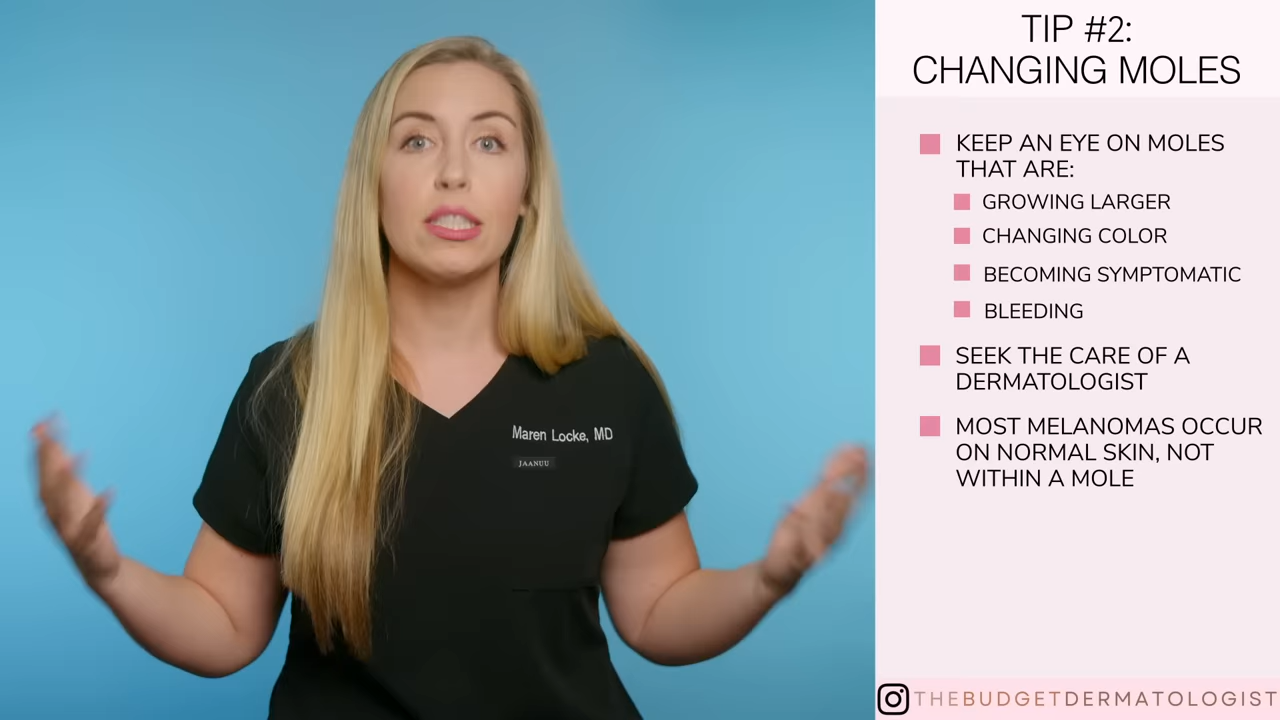 TIP #2:
CHANGING MOLES
KEEP AN EYE ON MOLES
THAT ARE:
GROWING LARGER
CHANGING COLOR
BECOMING SYMPTOMATIC
BLEEDING
SEEK THE CARE OF A
DERMATOLOGIST
MOST MELANOMAS OCCUR
ON NORMAL SKIN, NOT
WITHIN A MOLE
Maren Locke, MD
JAANUU
THEBUDGETDERMATOLOGIST